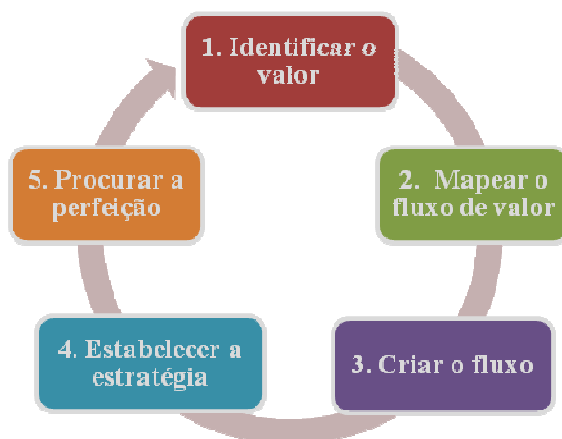 1. Identificar o
valor
2. Mapear o
fluxo de valor
3. Criar o fluxo
4. Estabelecer a
estratégia
5. Procurar a
perfeição